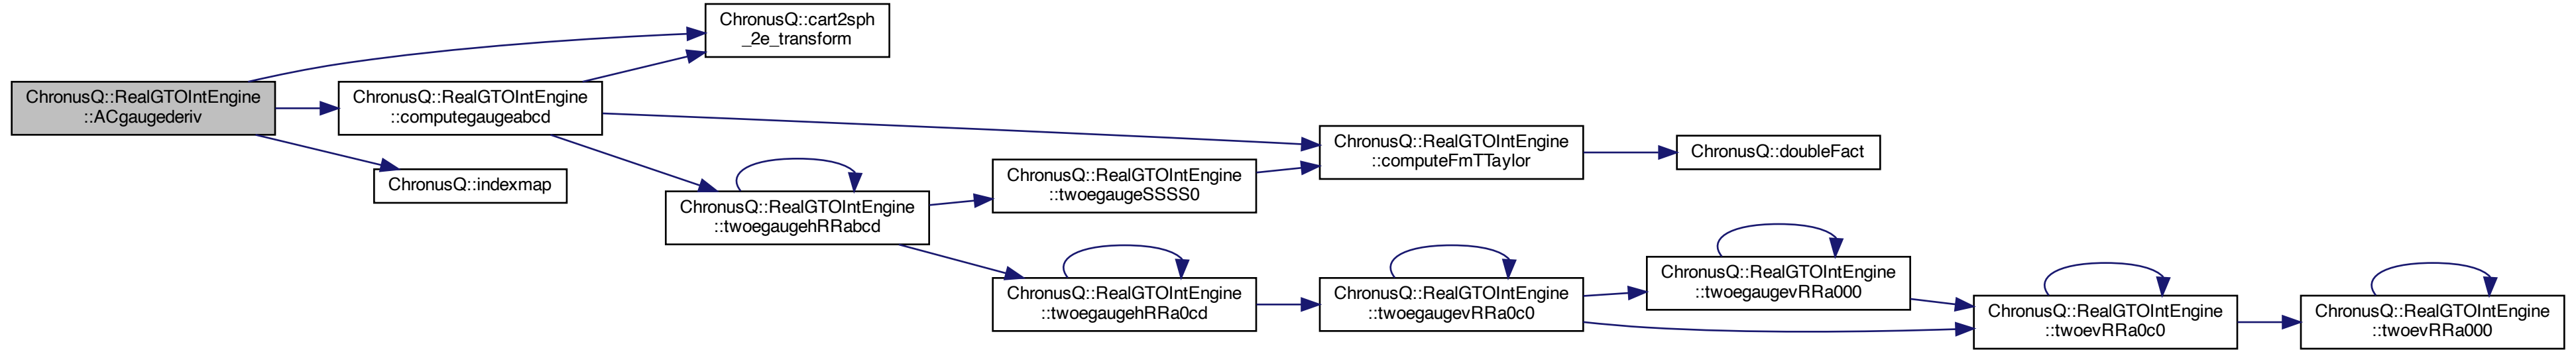 ChronusQ::cart2sph
_2e_transform
ChronusQ::RealGTOIntEngine
::ACgaugederiv
ChronusQ::RealGTOIntEngine
::computegaugeabcd
ChronusQ::indexmap
ChronusQ::RealGTOIntEngine
::twoegaugehRRabcd
ChronusQ::RealGTOIntEngine
::twoegaugeSSSS0
ChronusQ::RealGTOIntEngine
::computeFmTTaylor
ChronusQ::doubleFact
ChronusQ::RealGTOIntEngine
::twoegaugehRRa0cd
ChronusQ::RealGTOIntEngine
::twoegaugevRRa0c0
ChronusQ::RealGTOIntEngine
::twoegaugevRRa000
ChronusQ::RealGTOIntEngine
::twoevRRa0c0
ChronusQ::RealGTOIntEngine
::twoevRRa000